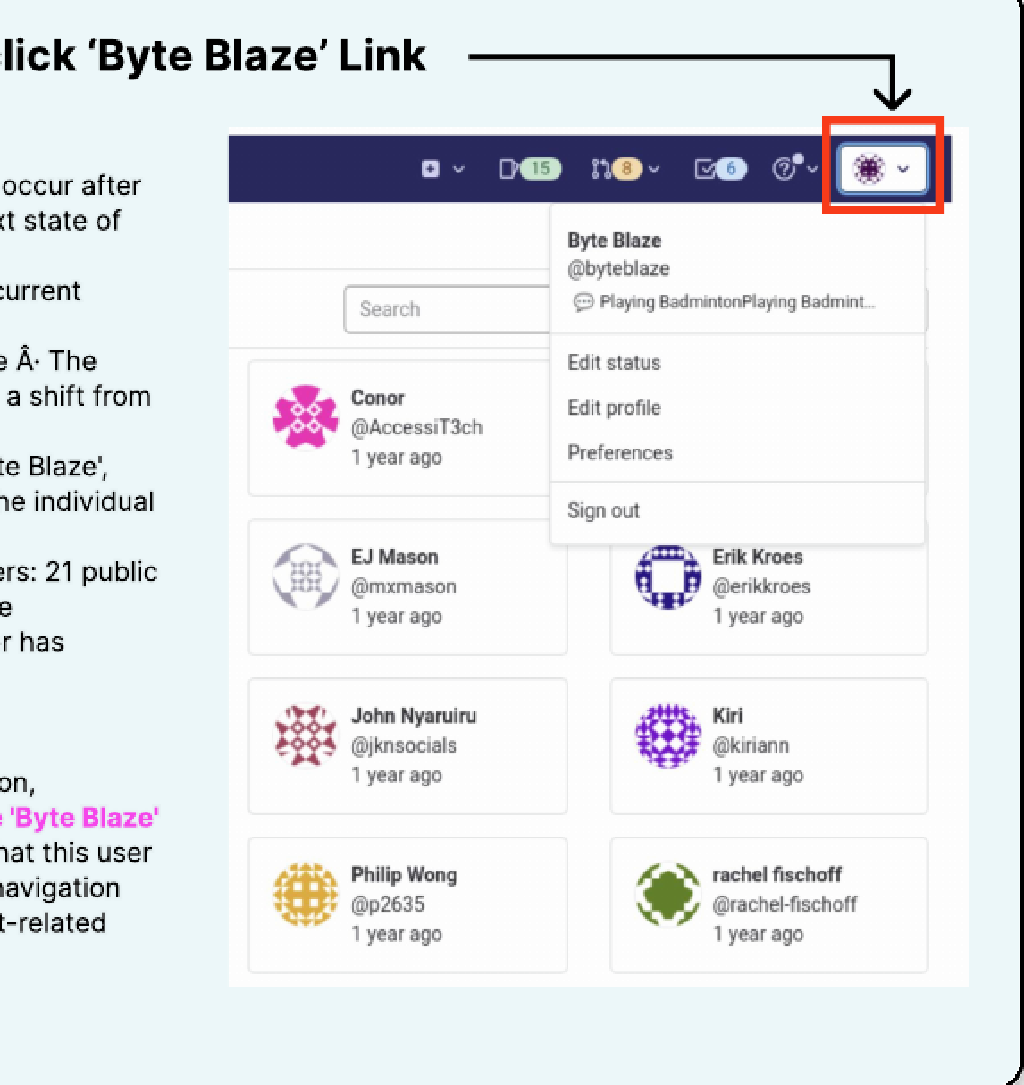 lick ‘Byte Blaze’ Link
occur after
xt state of
current
e Â· The
a shift from
te Blaze',
he individual
ers: 21 public
e
r has
on,
e 'Byte Blaze'
hat this user
navigation
t-related
15
8
6
Byte Blaze
@byteblaze
Playing BadmintonPlaying Badmint...
Edit status
Edit profile
Preferences
Sign out
Search
Conor
@AccessiT3ch
1 year ago
EJ Mason
@mxmason
1 year ago
Erik Kroes
@erikkroes
1 year ago
John Nyaruiru
@jknsocials
1 year ago
Kiri
@kiriann
1 year ago
Philip Wong
@p2635
1 year ago
rachel fischoff
@rachel-fischoff
1 year ago